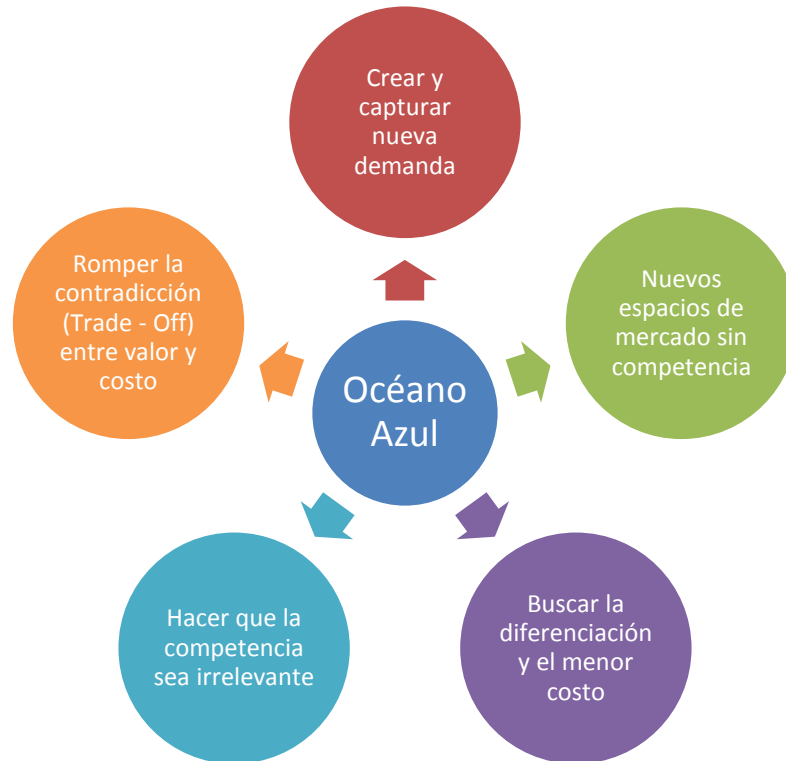 Crear y
capturar
nueva
demanda
Nuevos
espacios de
mercado sin
competencia
Buscar la
diferenciación
y el menor
costo
Hacer que la
competencia
sea irrelevante
Romper la
contradicción
(Trade - Off)
entre valor y
costo
Océano
Azul